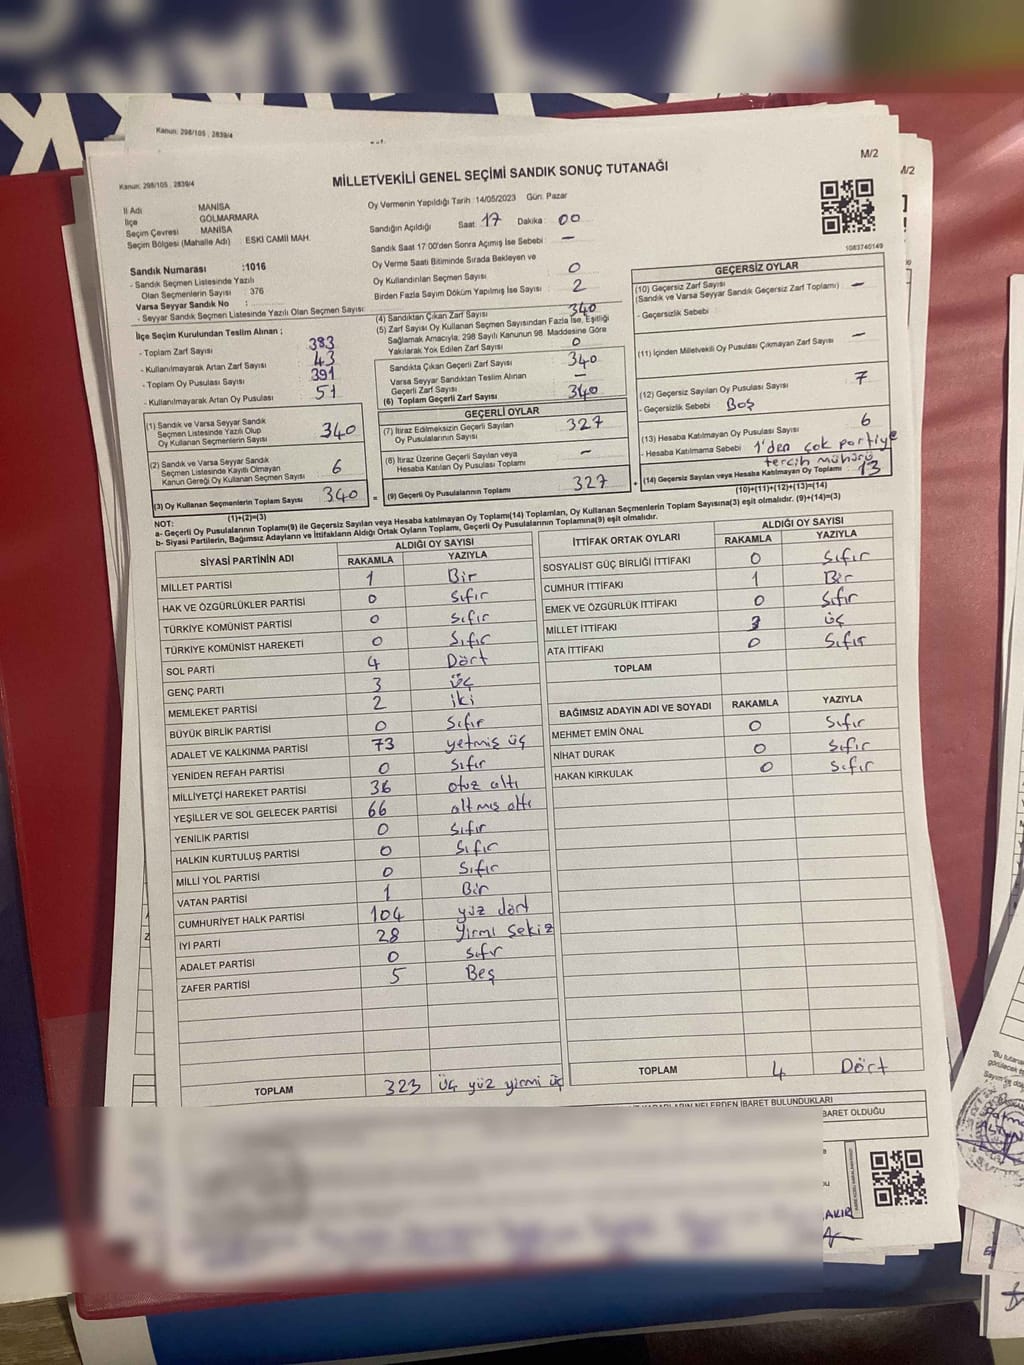 Kanun: 298/105 , 2839/4
M/2
M/2
Kanun: 298/105 , 2839/4
MİLLETVEKİLİ GENEL SEÇİMİ SANDIK SONUÇ TUTANAĞI
İl Adı MANİSA
İlçe GÖLMARMARA
Seçim Çevresi MANİSA
Seçim Bölgesi (Mahalle Adı) : ESKİ CAMİİ MAH.
Sandık Numarası :1016
- Sandık Seçmen Listesinde Yazılı
Olan Seçmenlerin Sayısı : 376
Varsa Seyyar Sandık No :
- Seyyar Sandık Seçmen Listesinde Yazılı Olan Seçmen Sayısı:
Oy Vermenin Yapıldığı Tarih : 14/05/2023 Gün: Pazar
Sandığın Açıldığı Saat: 17 Dakika : 00
Sandık Saat 17:00'den Sonra Açımış İse Sebebi : —
Oy Verme Saati Bitiminde Sırada Bekleyen ve
Oy Kullandırılan Seçmen Sayısı : 0
Birden Fazla Sayım Döküm Yapılmış İse Sayısı : 2
1083740149
İlçe Seçim Kurulundan Teslim Alınan ;
- Toplam Zarf Sayısı : 383
- Kullanılmayarak Artan Zarf Sayısı : 43
- Toplam Oy Pusulası Sayısı : 391
- Kullanılmayarak Artan Oy Pusulası : 51
(4) Sandıktan Çıkan Zarf Sayısı : 340
(5) Zarf Sayısı Oy Kullanan Seçmen Sayısından Fazla İse, Eşitliği
Sağlamak Amacıyla; 298 Sayılı Kanunun 98. Maddesine Göre
Yakılarak Yok Edilen Zarf Sayısı : 0
Sandıkta Çıkan Geçerli Zarf Sayısı : 340
Varsa Seyyar Sandıktan Teslim Alınan
Geçerli Zarf Sayısı : —
(6) Toplam Geçerli Zarf Sayısı : 340
GEÇERSİZ OYLAR
(10) Geçersiz Zarf Sayısı : —
(Sandık ve Varsa Seyyar Sandık Geçersiz Zarf Toplamı)
- Geçersizlik Sebebi :
(11) İçinden Milletvekili Oy Pusulası Çıkmayan Zarf Sayısı : —
(12) Geçersiz Sayılan Oy Pusulası Sayısı : 7
- Geçersizlik Sebebi : Boş
(13) Hesaba Katılmayan Oy Pusulası Sayısı : 6
- Hesaba Katılmama Sebebi : 1'den çok partiye
tercih mühürü
(14) Geçersiz Sayılan veya Hesaba Katılmayan Oy Toplamı : 13
(10)+(11)+(12)+(13)=(14)
(1) Sandık ve Varsa Seyyar Sandık
Seçmen Listesinde Yazılı Olup
Oy Kullanan Seçmenlerin Sayısı : 340
(2) Sandık ve Varsa Seyyar Sandık
Seçmen Listesinde Kayıtlı Olmayan
Kanun Gereği Oy Kullanan Seçmen Sayısı : 6
(3) Oy Kullanan Seçmenlerin Toplam Sayısı : 340
(1)+(2)=(3)
GEÇERLİ OYLAR
(7) İtiraz Edilmeksizin Geçerli Sayılan
Oy Pusulalarının Sayısı : 327
(8) İtiraz Üzerine Geçerli Sayılan veya
Hesaba Katılan Oy Pusulası Toplamı : —
(9) Geçerli Oy Pusulalarının Toplamı : 327
NOT:
a- Geçerli Oy Pusulalarının Toplamı(9) ile Geçersiz Sayılan veya Hesaba katılmayan Oy Toplamı(14) Toplamları, Oy Kullanan Seçmenlerin Toplam Sayısına(3) eşit olmalıdır. (9)+(14)=(3)
b- Siyasi Partilerin, Bağımsız Adayların ve İttifakların Aldığı Ortak Oyların Toplamı, Geçerli Oy Pusulalarının Toplamına(9) eşit olmalıdır.
SİYASİ PARTİNİN ADI ALDIĞI OY SAYISI
RAKAMLA YAZIYLA
MİLLET PARTİSİ 1 Bir
HAK VE ÖZGÜRLÜKLER PARTİSİ 0 Sıfır
TÜRKİYE KOMÜNİST PARTİSİ 0 Sıfır
TÜRKİYE KOMÜNİST HAREKETİ 0 Sıfır
SOL PARTİ 4 Dört
GENÇ PARTİ 3 Üç
MEMLEKET PARTİSİ 2 iki
BÜYÜK BİRLİK PARTİSİ 0 Sıfır
ADALET VE KALKINMA PARTİSİ 73 yetmiş üç
YENİDEN REFAH PARTİSİ 0 Sıfır
MİLLİYETÇİ HAREKET PARTİSİ 36 otuz altı
YEŞİLLER VE SOL GELECEK PARTİSİ 66 altmış altı
YENİLİK PARTİSİ 0 Sıfır
HALKIN KURTULUŞ PARTİSİ 0 Sıfır
MİLLİ YOL PARTİSİ 0 Sıfır
VATAN PARTİSİ 1 Bir
CUMHURİYET HALK PARTİSİ 104 yüz dört
İYİ PARTİ 28 Yirmi Sekiz
ADALET PARTİSİ 0 Sıfır
ZAFER PARTİSİ 5 Beş
TOPLAM 323 Üç yüz yirmi üç
İTTİFAK ORTAK OYLARI ALDIĞI OY SAYISI
RAKAMLA YAZIYLA
SOSYALİST GÜÇ BİRLİĞİ İTTİFAKI 0 Sıfır
CUMHUR İTTİFAKI 1 Bir
EMEK VE ÖZGÜRLÜK İTTİFAKI 0 Sıfır
MİLLET İTTİFAKI 3 üç
ATA İTTİFAKI 0 Sıfır
TOPLAM
BAĞIMSIZ ADAYIN ADI VE SOYADI RAKAMLA YAZIYLA
MEHMET EMİN ÖNAL 0 Sıfır
NİHAT DURAK 0 Sıfır
HAKAN KIRKULAK 0 Sıfır
TOPLAM 4 Dört
NELERDEN İBARET BULUNDUKLARI
BARET OLDUĞU
AKIR